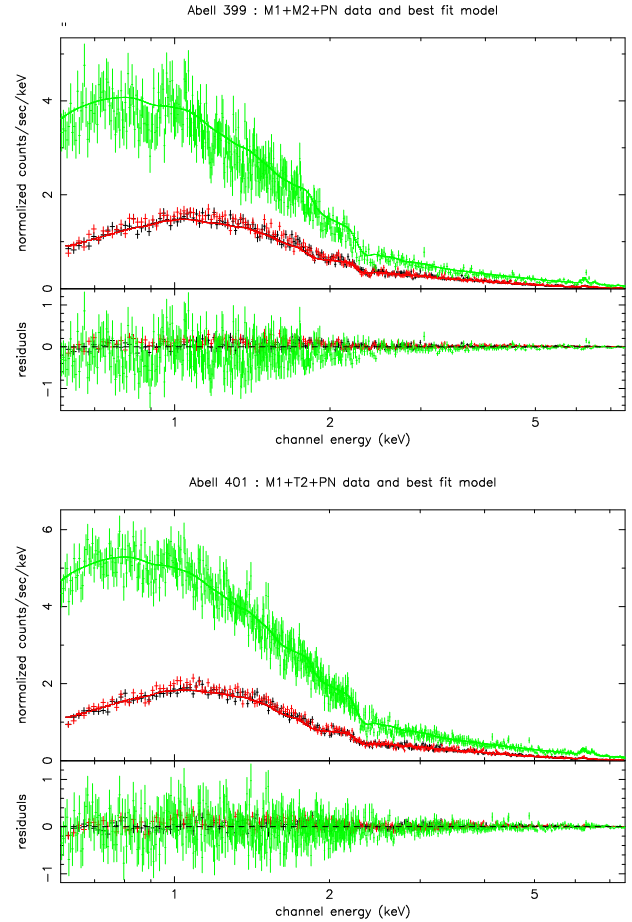 Abell 399 : M1+M2+PN data and best fit model
"
normalized counts/sec/keV
4
2
0
residuals
1
0
−1
1
2
5
channel energy (keV)
Abell 401 : M1+T2+PN data and best fit model
normalized counts/sec/keV
6
4
2
0
residuals
1
0
−1
1
2
5
channel energy (keV)